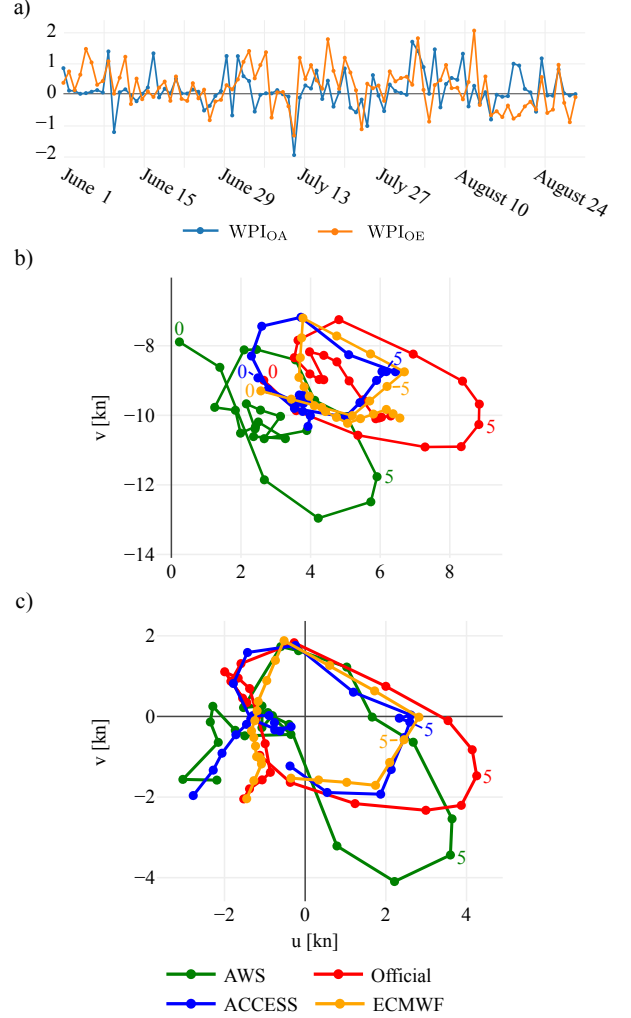 a)
2
1
0
−1
−2
June 1
June 15
June 29
July 13
July 27
August 10
August 24
WPI_OA
WPI_OE
b)
v [kn]
−8
−10
−12
−14
0
2
4
6
8
0
0
0
5
−5
5
5
c)
v [kn]
2
0
−2
−4
−2
0
2
4
u [kn]
5
5
5
5
AWS
Official
ACCESS
ECMWF